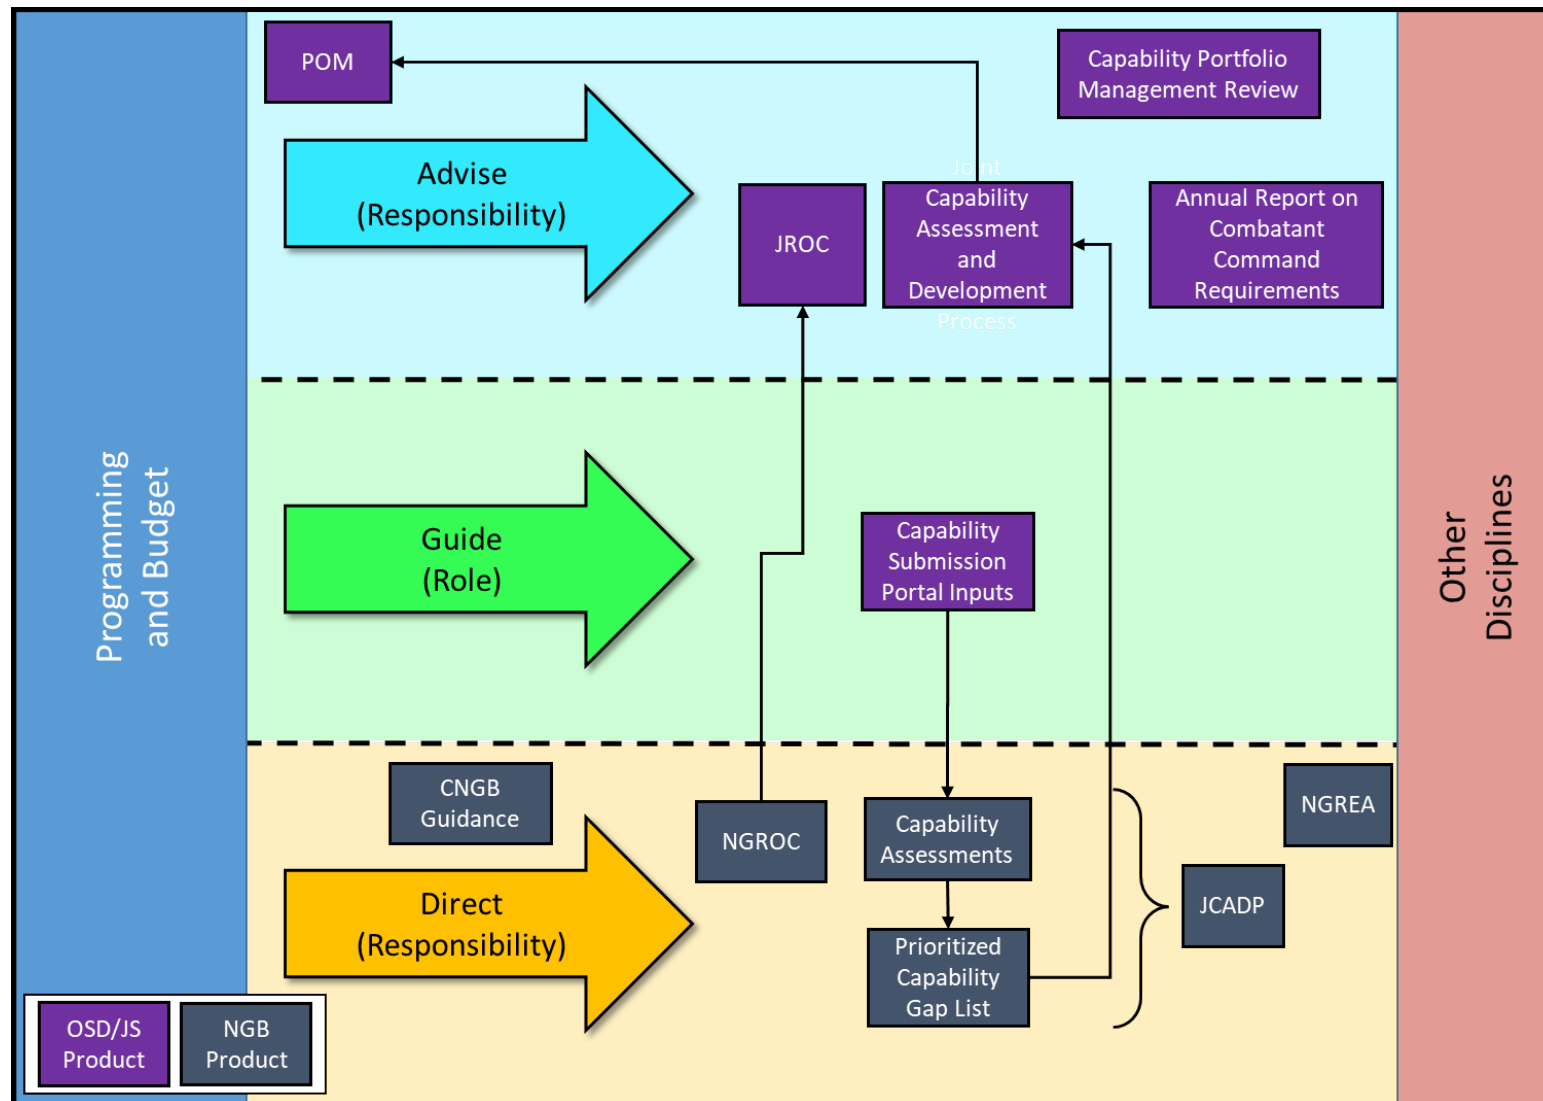 POM
Capability Portfolio
Management Review
Advise
(Responsibility)
JROC
Joint
Capability
Assessment
and
Development
Process
Annual Report on
Combatant
Command
Requirements
Programming
and Budget
Guide
(Role)
Capability
Submission
Portal Inputs
Other
Disciplines
CNGB
Guidance
NGROC
Capability
Assessments
NGREA
Direct
(Responsibility)
Prioritized
Capability
Gap List
JCADP
OSD/JS
Product
NGB
Product